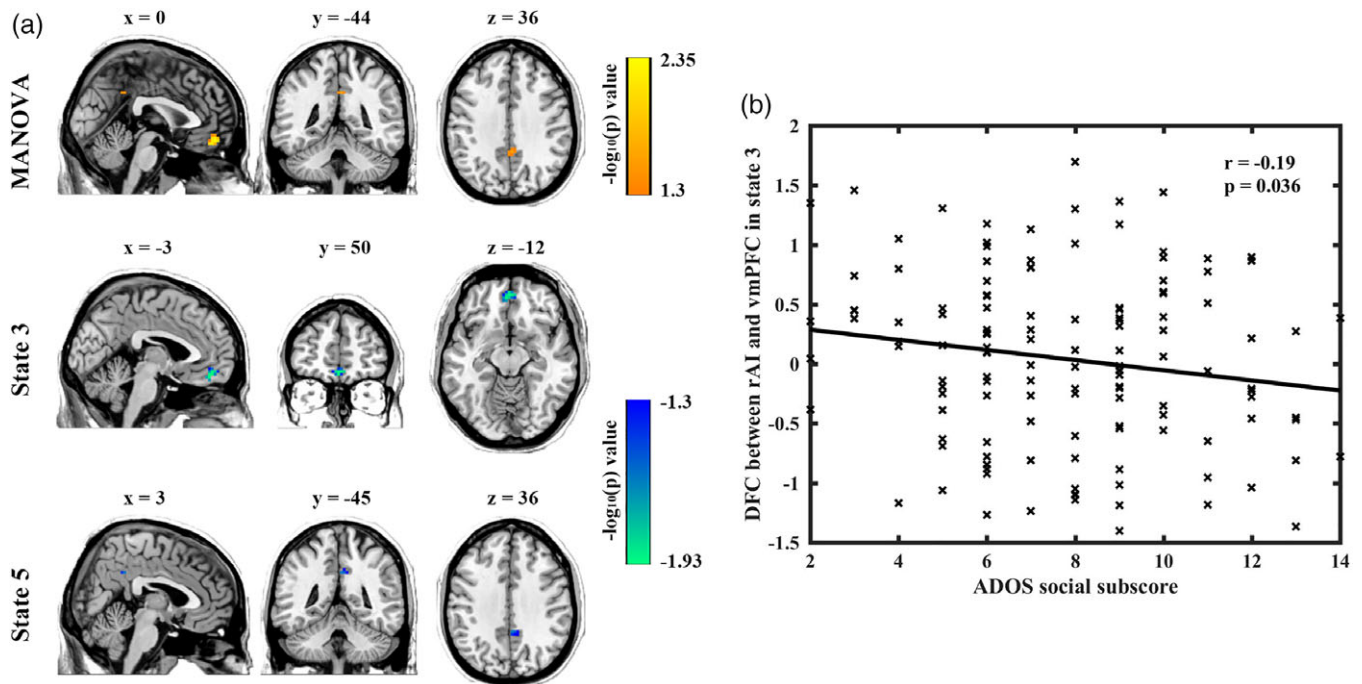 (a)
x = 0 y = -44 z = 36
MANOVA
2.35
-log₁₀(p) value
1.3
x = -3 y = 50 z = -12
State 3
-1.3
-log₁₀(p) value
-1.93
x = 3 y = -45 z = 36
State 5
(b)
r = -0.19
p = 0.036
DFC between rAI and vmPFC in state 3
2
1.5
1
0.5
0
-0.5
-1
-1.5
2 4 6 8 10 12 14
ADOS social subscore